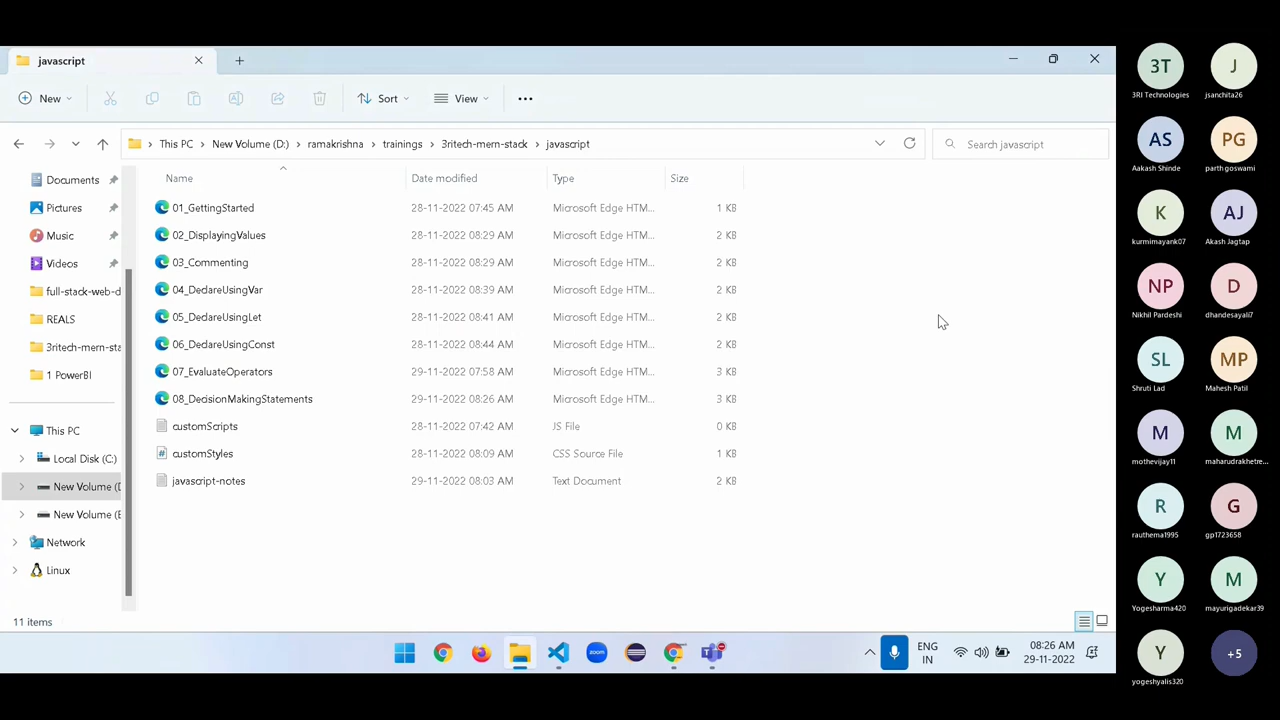 javascript
New
Sort
View
This PC
New Volume (D:)
ramakrishna
trainings
3ritech-mern-stack
javascript
Search javascript
Name
Date modified
Type
Size
Documents
Pictures
Music
Videos
full-stack-web-d
REALS
3ritech-mern-sta
1 PowerBI
This PC
Local Disk (C:)
New Volume (D
New Volume (E
Network
Linux
01_GettingStarted 28-11-2022 07:45 AM Microsoft Edge HTM... 1 KB
02_DisplayingValues 28-11-2022 08:29 AM Microsoft Edge HTM... 2 KB
03_Commenting 28-11-2022 08:29 AM Microsoft Edge HTM... 2 KB
04_DeclareUsingVar 28-11-2022 08:39 AM Microsoft Edge HTM... 2 KB
05_DeclareUsingLet 28-11-2022 08:41 AM Microsoft Edge HTM... 2 KB
06_DecareUsingConst 28-11-2022 08:44 AM Microsoft Edge HTM... 2 KB
07_EvaluateOperators 29-11-2022 07:58 AM Microsoft Edge HTM... 3 KB
08_DecisionMakingStatements 29-11-2022 08:26 AM Microsoft Edge HTM... 3 KB
customScripts 28-11-2022 07:42 AM JS File 0 KB
customStyles 28-11-2022 08:09 AM CSS Source File 1 KB
javascript-notes 29-11-2022 08:03 AM Text Document 2 KB
11 items
zoom
ENG
IN
08:26 AM
29-11-2022
3T
3RI Technologies
J
jsanchita26
AS
Aakash Shinde
PG
parth goswami
K
kurmimayank07
AJ
Akash Jagtap
NP
Nikhil Pardeshi
D
dhandesayali7
SL
Shruti Lad
MP
Mahesh Patil
M
mothevijay11
M
maharudrakhetre...
R
rauthema1995
G
gp1723658
Y
Yogesharma420
M
mayurigadekar39
Y
yogeshyalis320
+5